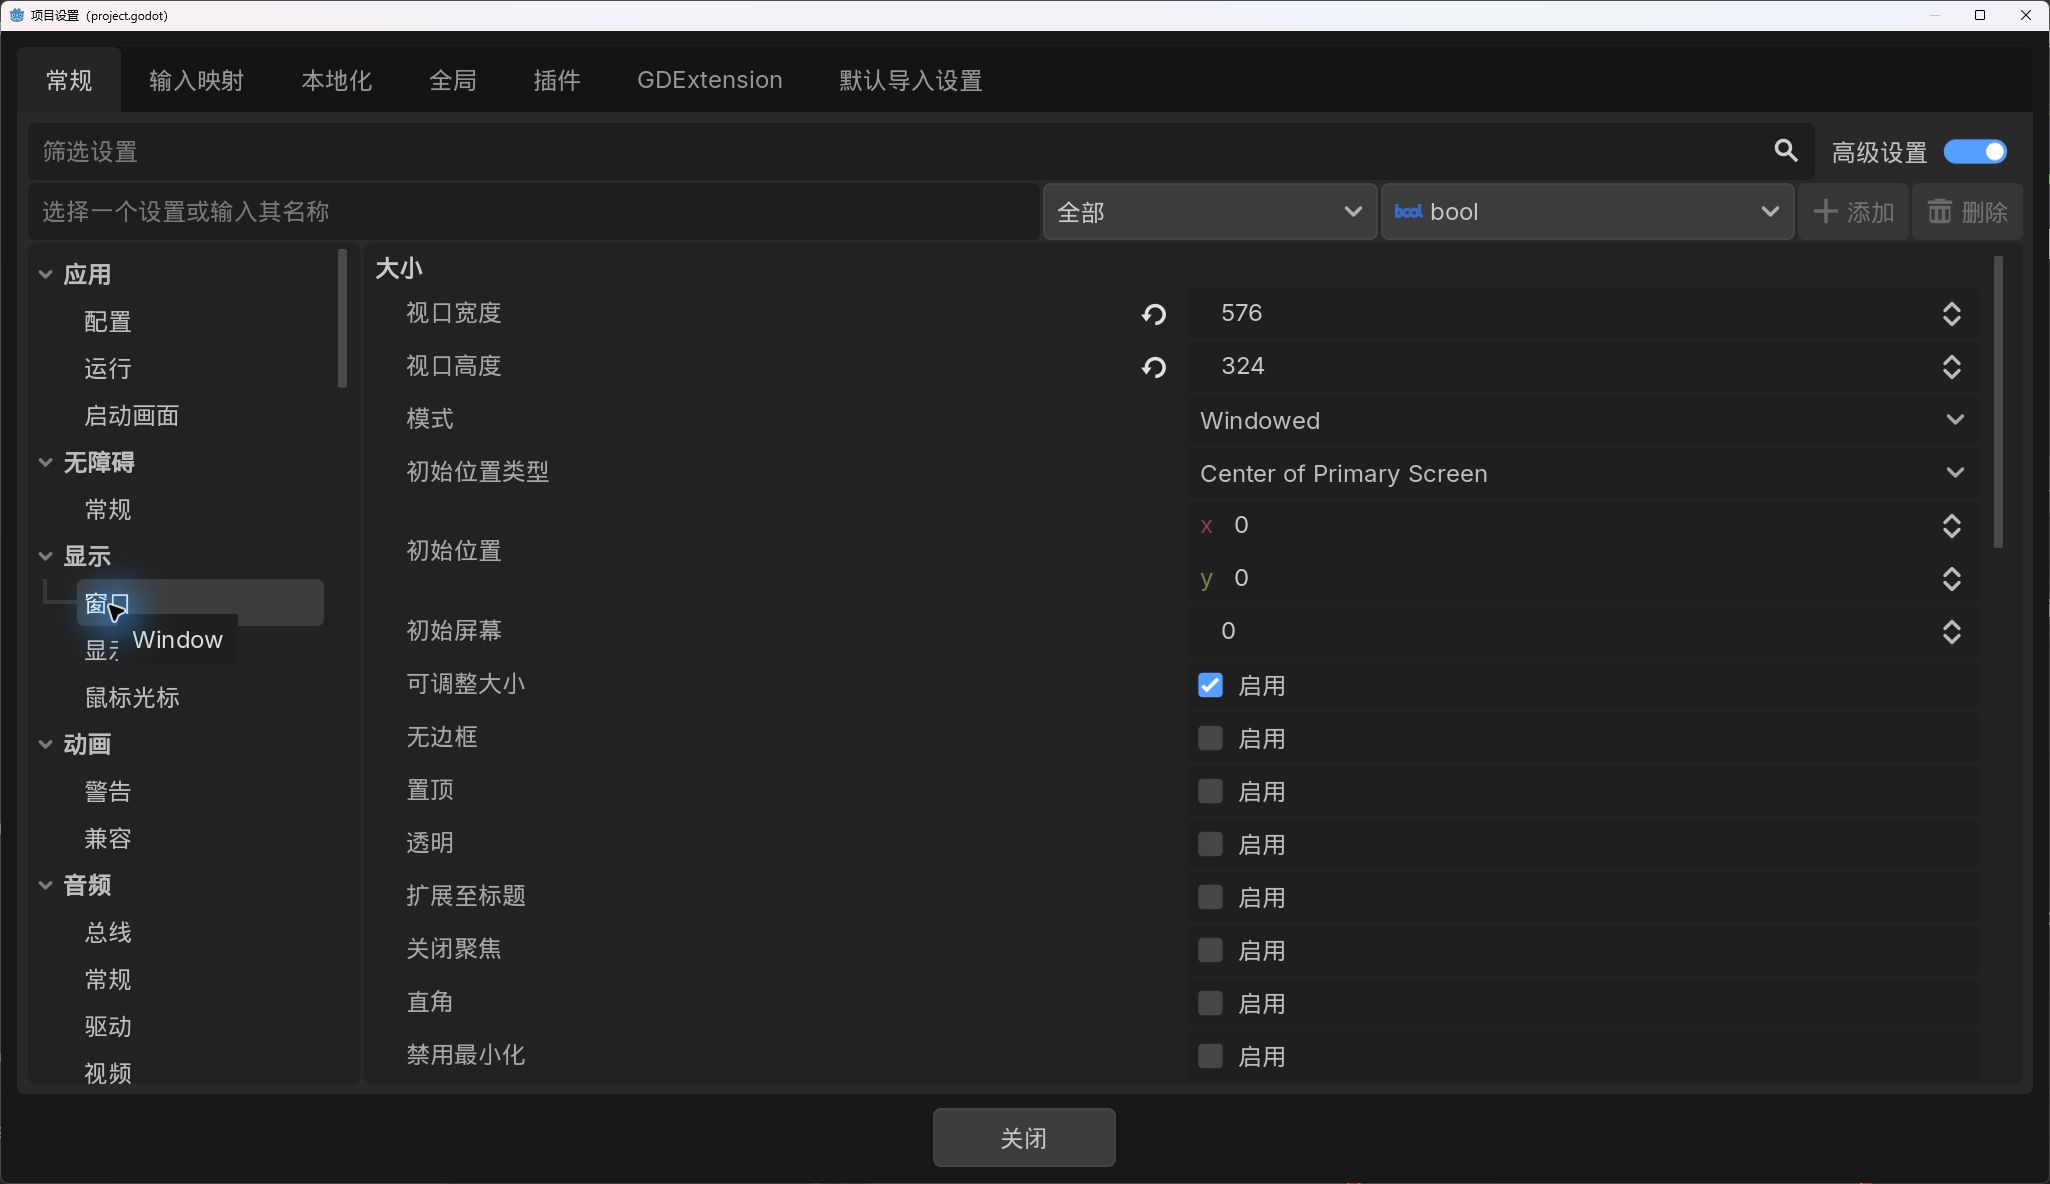 项目设置 (project.godot)
常规 输入映射 本地化 全局 插件 GDExtension 默认导入设置
筛选设置 高级设置
选择一个设置或输入其名称 全部 bool bool 添加 删除
应用
配置
运行
启动画面
无障碍
常规
显示
窗口
Window
鼠标光标
动画
警告
兼容
音频
总线
常规
驱动
视频
大小
视口宽度 576
视口高度 324
模式 Windowed
初始位置类型 Center of Primary Screen
初始位置 x 0
y 0
初始屏幕 0
可调整大小 启用
无边框 启用
置顶 启用
透明 启用
扩展至标题 启用
关闭聚焦 启用
直角 启用
禁用最小化 启用
关闭